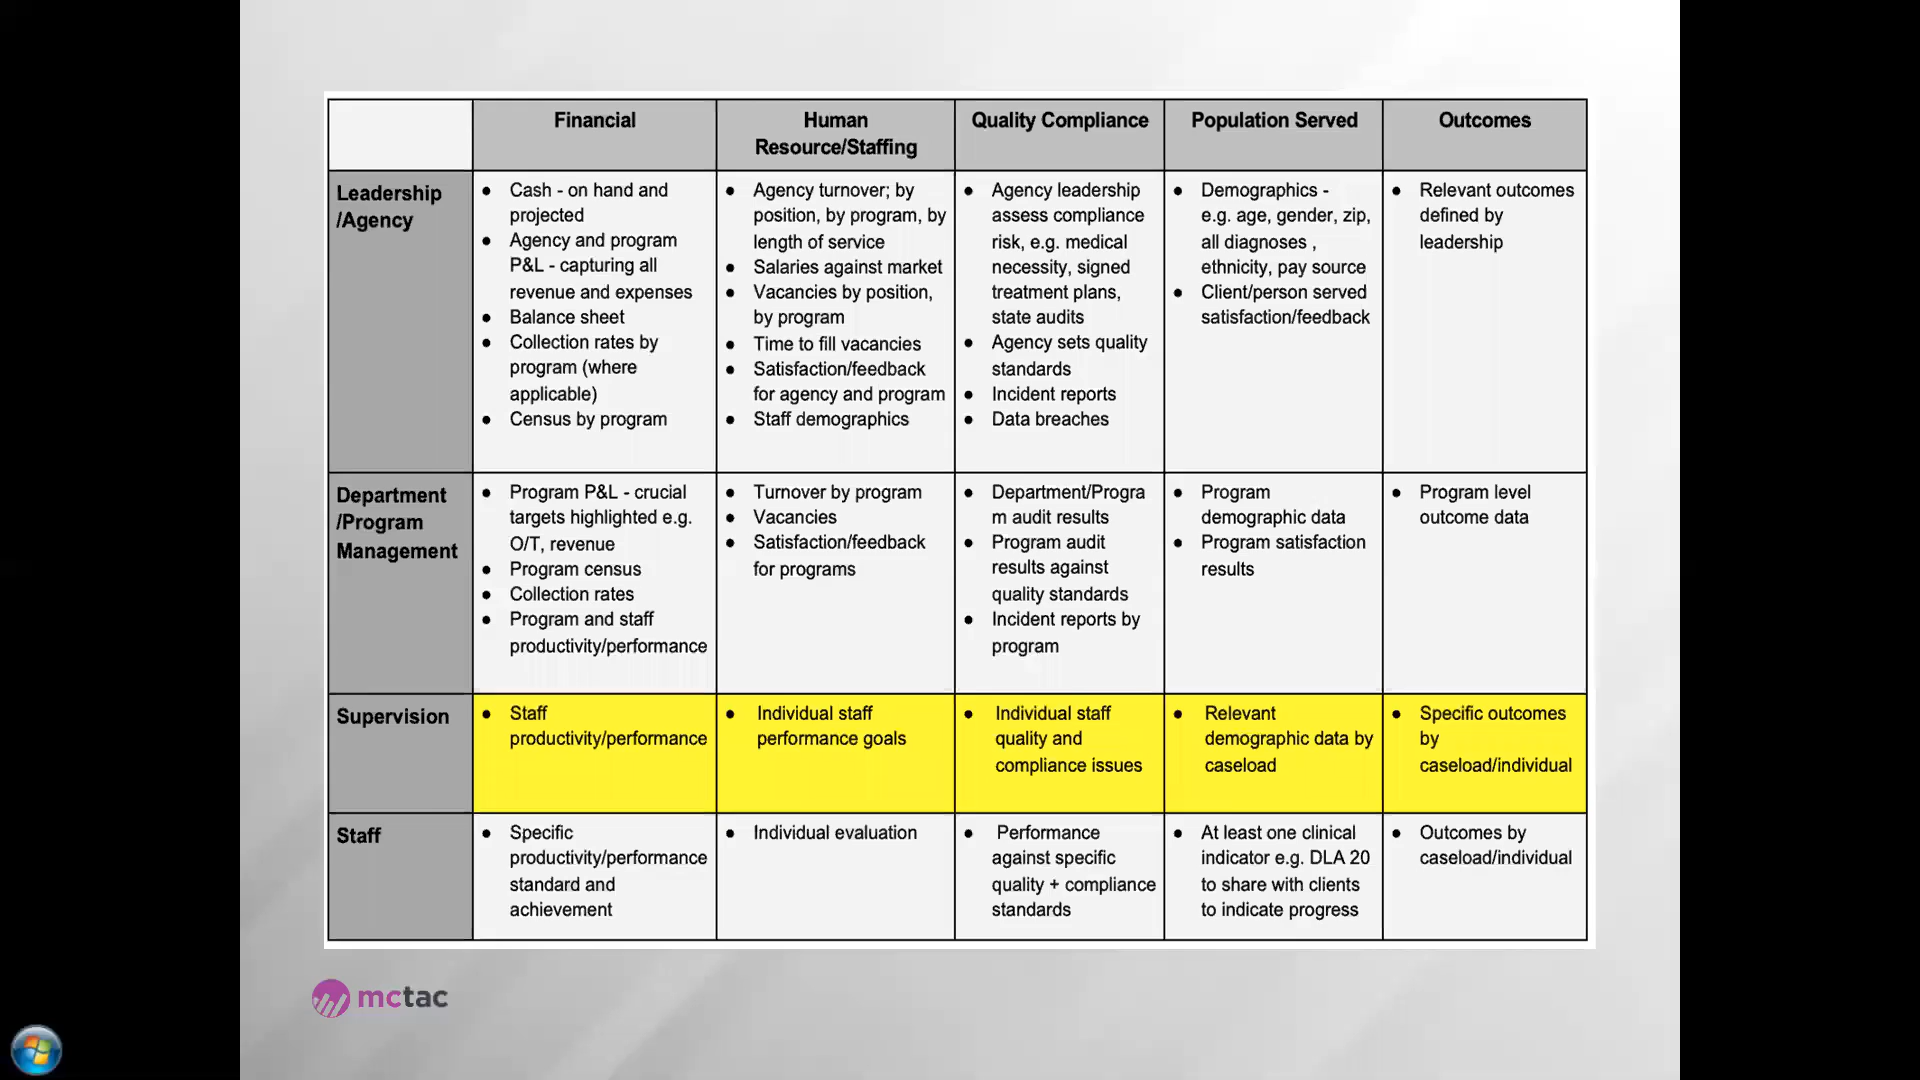 Financial
Human
Resource/Staffing
Quality Compliance
Population Served
Outcomes
Leadership
/Agency
● Cash - on hand and
projected
● Agency and program
P&L - capturing all
revenue and expenses
● Balance sheet
● Collection rates by
program (where
applicable)
● Census by program
● Agency turnover; by
position, by program, by
length of service
● Salaries against market
● Vacancies by position,
by program
● Time to fill vacancies
● Satisfaction/feedback
for agency and program
● Staff demographics
● Agency leadership
assess compliance
risk, e.g. medical
necessity, signed
treatment plans,
state audits
● Agency sets quality
standards
● Incident reports
● Data breaches
● Demographics -
e.g. age, gender, zip,
all diagnoses ,
ethnicity, pay source
● Client/person served
satisfaction/feedback
● Relevant outcomes
defined by
leadership
Department
/Program
Management
● Program P&L - crucial
targets highlighted e.g.
O/T, revenue
● Program census
● Collection rates
● Program and staff
productivity/performance
● Turnover by program
● Vacancies
● Satisfaction/feedback
for programs
● Department/Progra
m audit results
● Program audit
results against
quality standards
● Incident reports by
program
● Program
demographic data
● Program satisfaction
results
● Program level
outcome data
Supervision
● Staff
productivity/performance
● Individual staff
performance goals
● Individual staff
quality and
compliance issues
● Relevant
demographic data by
caseload
● Specific outcomes
by
caseload/individual
Staff
● Specific
productivity/performance
standard and
achievement
● Individual evaluation
● Performance
against specific
quality + compliance
standards
● At least one clinical
indicator e.g. DLA 20
to share with clients
to indicate progress
● Outcomes by
caseload/individual
mctac